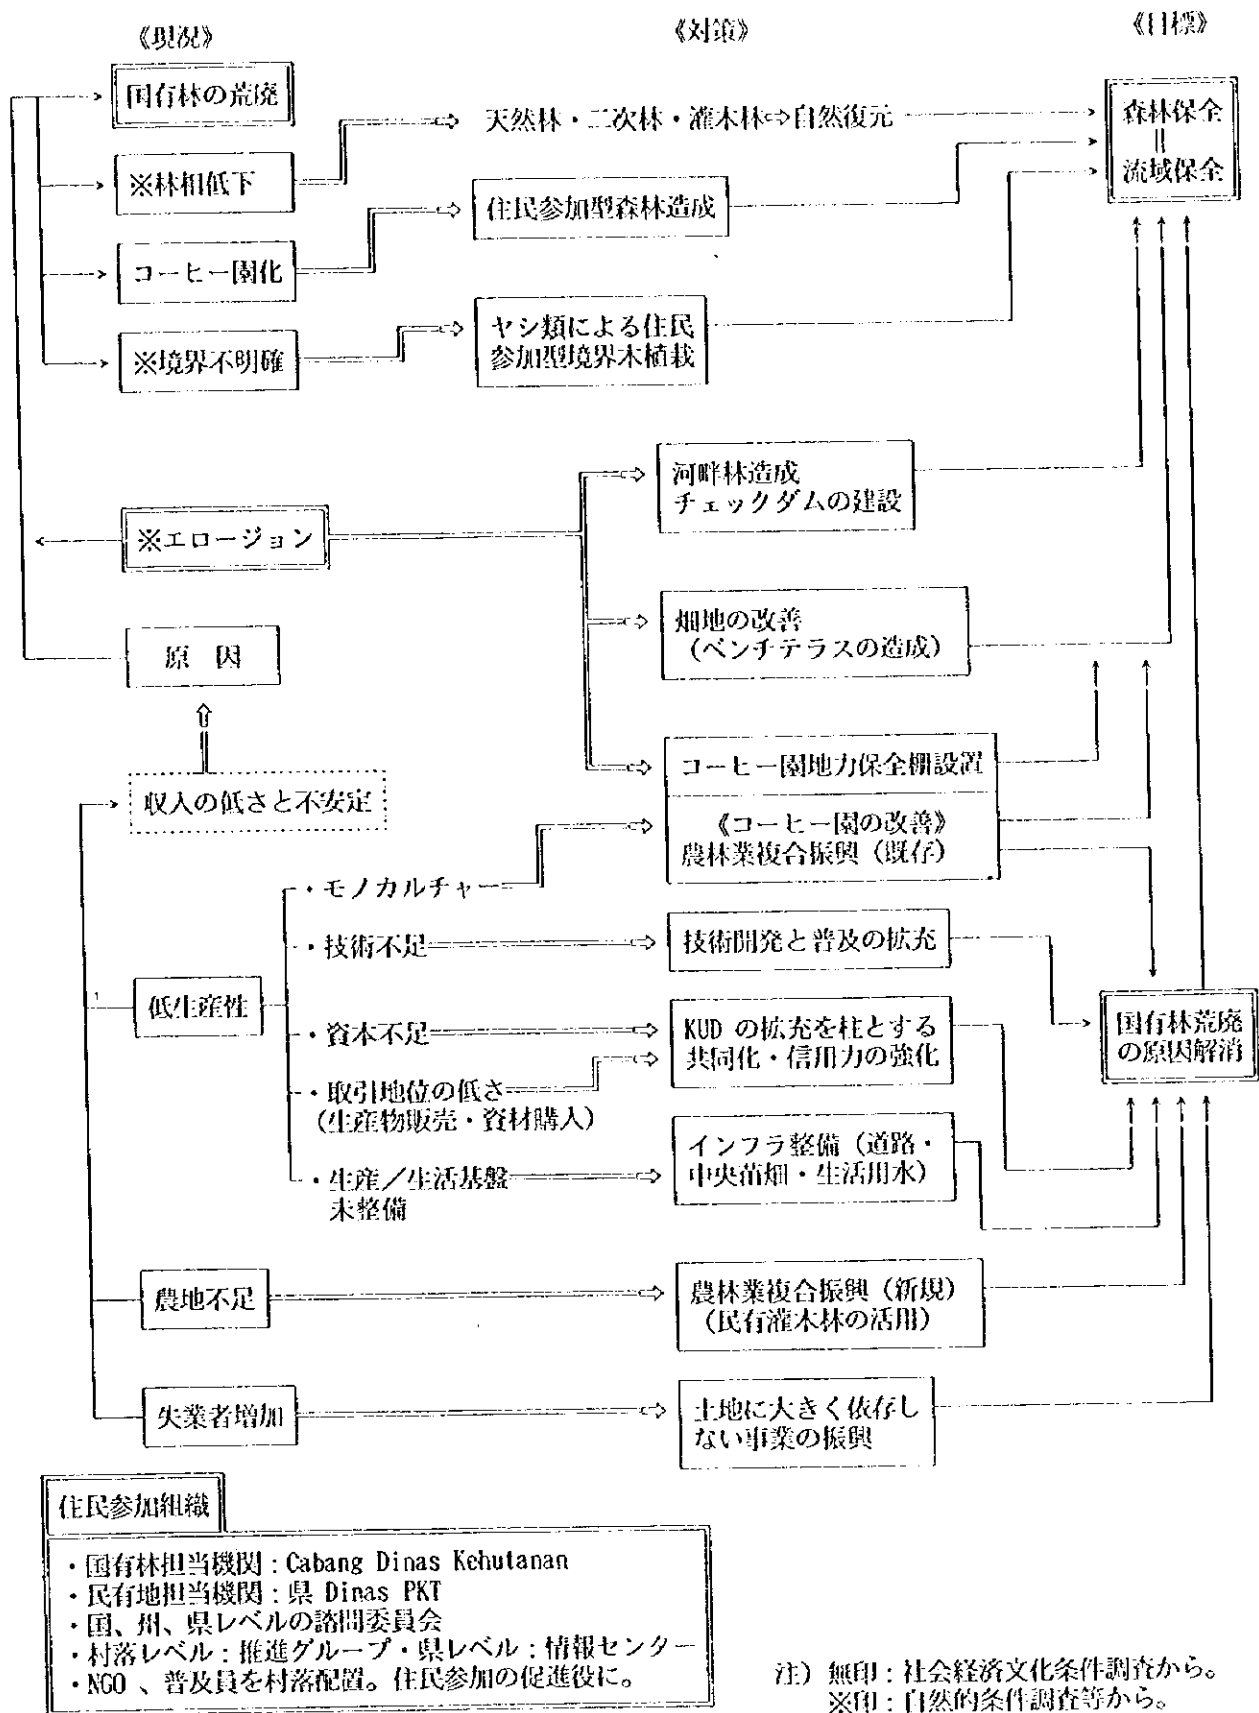 《現況》
《対策》
《目標》
国有林の荒廃
天然林・二次林・灌木林⇨自然復元
森林保全
||
流域保全
※林相低下
住民参加型森林造成
コーヒー園化
ヤシ類による住民
参加型境界木植栽
※境界不明確
河畔林造成
チェックダムの建設
※エロージョン
畑地の改善
(ベンチテラスの造成)
原 因
コーヒー園地力保全棚設置
収入の低さと不安定
《コーヒー園の改善》
農林業複合振興(既存)
・モノカルチャー
・技術不足
技術開発と普及の拡充
低生産性
国有林荒廃
の原因解消
・資本不足
KUD の拡充を柱とする
共同化・信用力の強化
・取引地位の低さ
(生産物販売・資材購入)
・生産/生活基盤
未整備
インフラ整備(道路・
中央苗畑・生活用水)
農地不足
農林業複合振興(新規)
(民有灌木林の活用)
失業者増加
土地に大きく依存し
ない事業の振興
住民参加組織
・国有林担当機関:Cabang Dinas Kehutanan
・民有地担当機関:県 Dinas PKT
・国、州、県レベルの諮問委員会
・村落レベル:推進グループ・県レベル:情報センター
・NGO 、普及員を村落配置。住民参加の促進役に。
注) 無印:社会経済文化条件調査から。
※印:自然的条件調査等から。